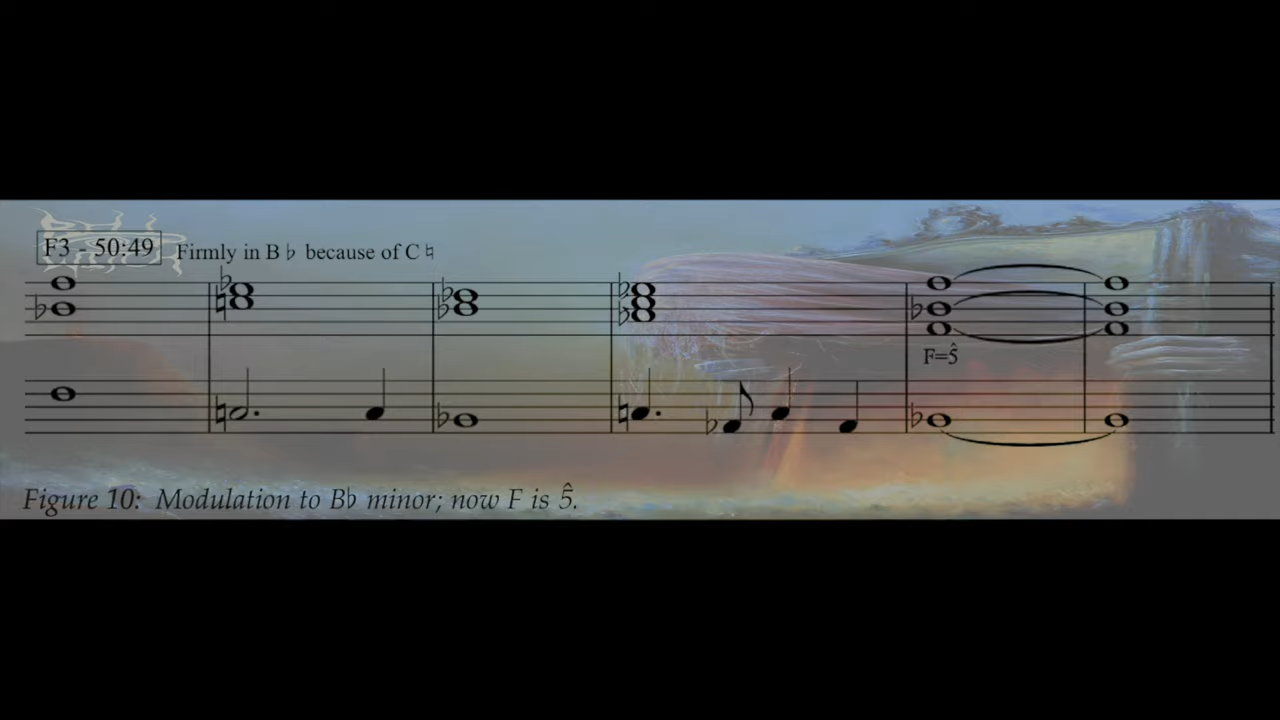 F3 - 50:49
Firmly in B♭ because of C♮
F=5̂
Figure 10: Modulation to B♭ minor; now F is 5̂.